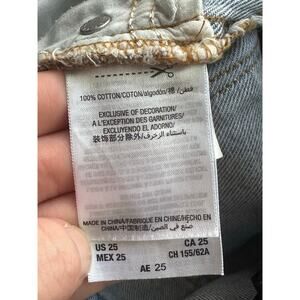 100% COTTON/COTON/algodón/棉/قطن
EXCLUSIVE OF DECORATION/
A L'EXCEPTION DES GARNITURES/
EXCLUYENDO EL ADORNO/
装饰部分除外/باستثناء الزخرف
MADE IN CHINA/FABRIQUE EN CHINE/HECHO EN
CHINA/中国制造/صنع في الصين
US 25 CA 25
MEX 25 CH 155/62A
AE 25